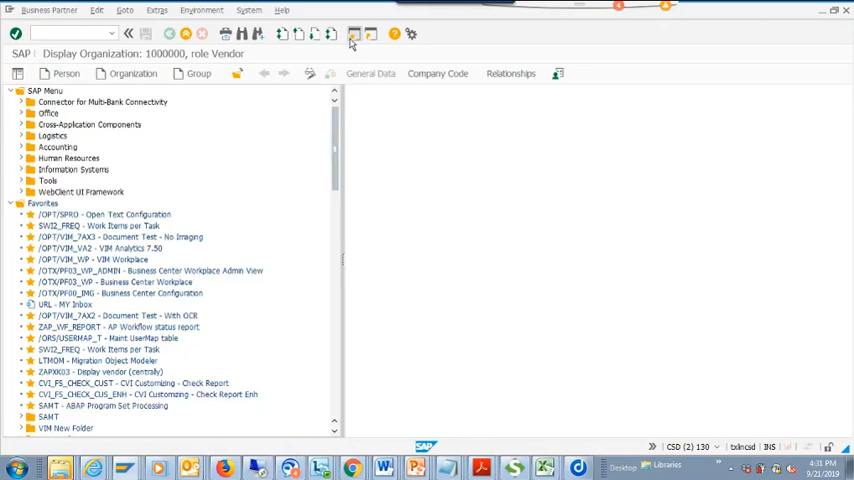 Business Partner Edit Goto Extras Environment System Help
4
SAP Display Organization: 1000000, role Vendor
Person Organization Group General Data Company Code Relationships
SAP Menu
Connector for Multi-Bank Connectivity
Office
Cross-Application Components
Logistics
Accounting
Human Resources
Information Systems
Tools
WebClient UI Framework
Favorites
/OPT/SPRO - Open Text Configuration
SWI2_FREQ - Work Items per Task
/OPT/VIM_7AX3 - Document Test - No Imaging
/OPT/VIM_VA2 - VIM Analytics 7.50
/OPT/VIM_WP - VIM Workplace
/OTX/PF03_WP_ADMIN - Business Center Workplace Admin View
/OTX/PF03_WP - Business Center Workplace
/OTX/PF00_IMG - Business Center Configuration
URL - MY Inbox
/OPT/VIM_7AX2 - Document Test - With OCR
ZAP_WF_REPORT - AP Workflow status report
/ORS/USERMAP_T - Maint UserMap table
SWI2_FREQ - Work Items per Task
LTMOM - Migration Object Modeler
ZAPXK03 - Display vendor (centrally)
CVI_FS_CHECK_CUST - CVI Customizing - Check Report
CVI_FS_CHECK_CUS_ENH - CVI Customizing - Check Report Enh
SAMT - ABAP Program Set Processing
SAMT
VIM New Folder
SAP
CSD (2) 130 txlncsd INS
Desktop Libraries
4:31 PM
9/21/2019